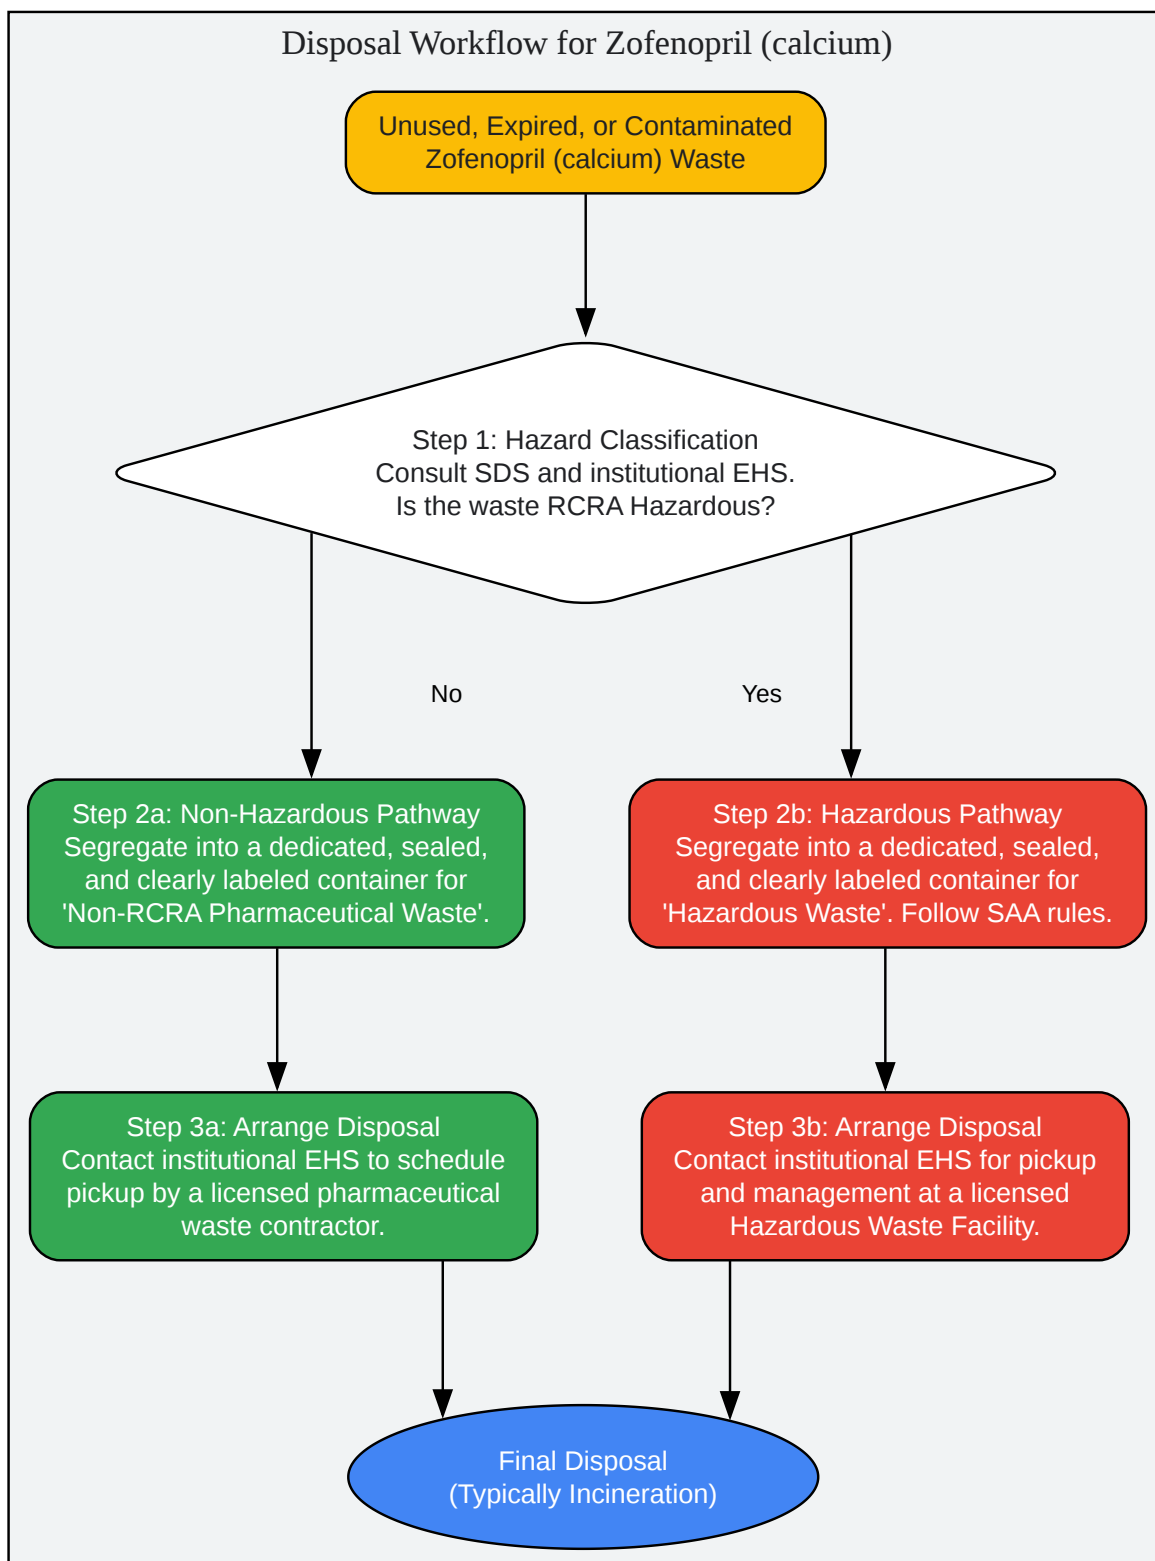 Disposal Workflow for Zofenopril (calcium)
Unused, Expired, or Contaminated
Zofenopril (calcium) Waste
Step 1: Hazard Classification
Consult SDS and institutional EHS.
Is the waste RCRA Hazardous?
No
Yes
Step 2a: Non-Hazardous Pathway
Segregate into a dedicated, sealed,
and clearly labeled container for
'Non-RCRA Pharmaceutical Waste'.
Step 2b: Hazardous Pathway
Segregate into a dedicated, sealed,
and clearly labeled container for
'Hazardous Waste'. Follow SAA rules.
Step 3a: Arrange Disposal
Contact institutional EHS to schedule
pickup by a licensed pharmaceutical
waste contractor.
Step 3b: Arrange Disposal
Contact institutional EHS for pickup
and management at a licensed
Hazardous Waste Facility.
Final Disposal
(Typically Incineration)